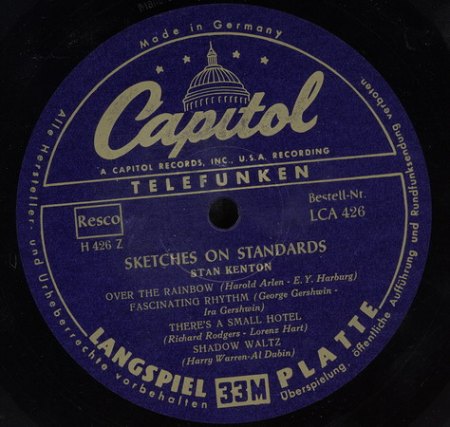 Made in Germany
Capitol
A CAPITOL RECORDS, INC., U.S.A. RECORDING
TELEFUNKEN
Resco
H 426 Z
Bestell-Nr.
LCA 426
SKETCHES ON STANDARDS
STAN KENTON
OVER THE RAINBOW (Harold Arlen - E. Y. Harburg)
FASCINATING RHYTHM (George Gershwin -
Ira Gershwin)
THERE'S A SMALL HOTEL
(Richard Rodgers - Lorenz Hart)
SHADOW WALTZ
(Harry Warren-Al Dabin)
LANGSPIEL 33M PLATTE
Alle Hersteller- und Urheberrechte vorbehalten
Überspielung, öffentliche Aufführung und Rundfunksendung verboten